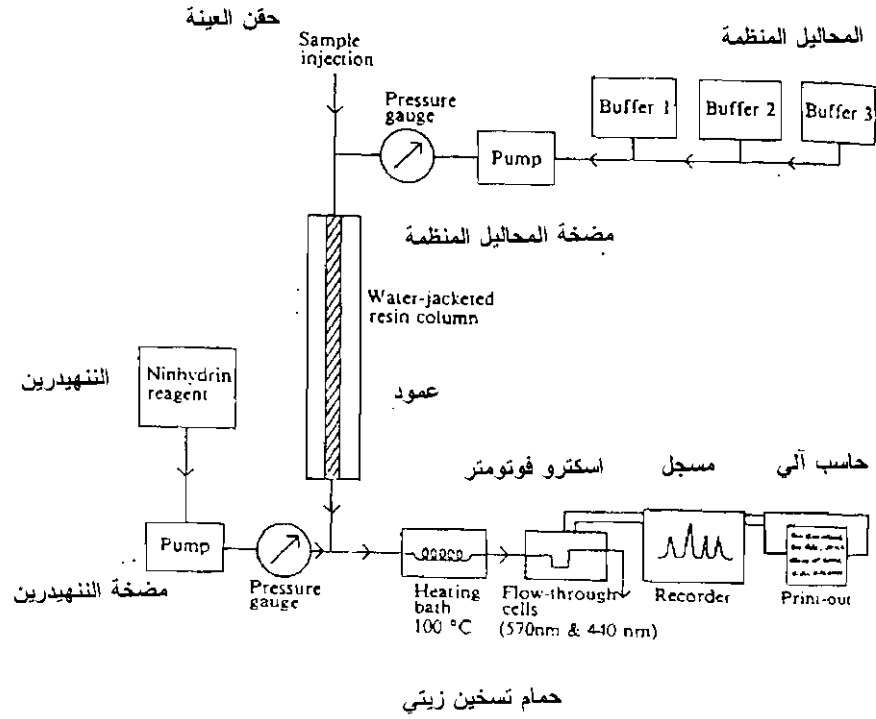 حقن العينة
Sample
injection
المحاليل المنظمة
Pressure
gauge
Buffer 1
Buffer 2
Buffer 3
Pump
مضخة المحاليل المنظمة
Water-jacketed
resin column
الننهيدرين
Ninhydrin
reagent
عمود
اسكترو فوتومتر
مسجل
حاسب آلي
Pump
مضخة الننهيدرين
Pressure
gauge
Heating
bath
100 °C
Flow-through
cells
(570nm & 440 nm)
Recorder
Print-out
حمام تسخين زيتي